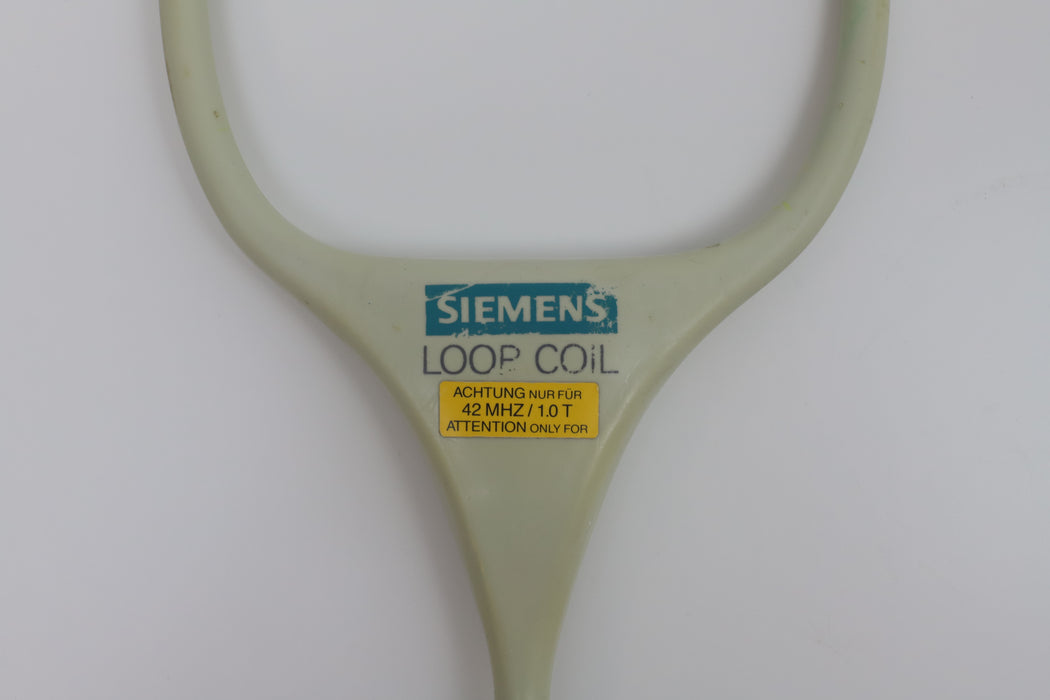 SIEMENS
LOOP COIL
ACHTUNG NUR FÜR
42 MHZ / 1.0 T
ATTENTION ONLY FOR